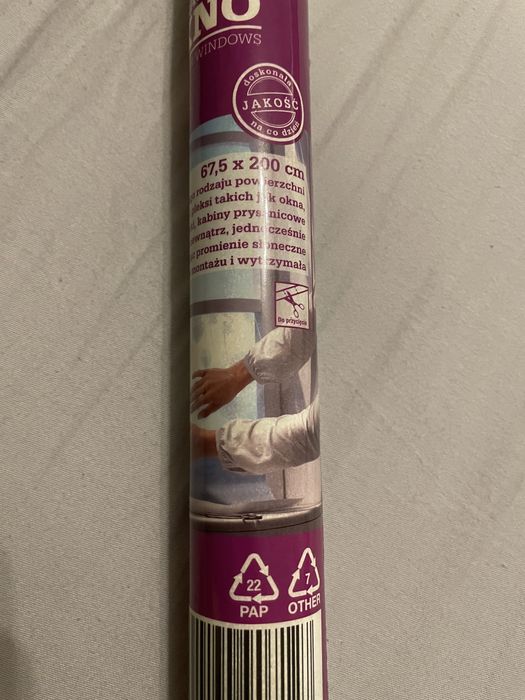 NO
WINDOWS
doskonała
JAKOŚĆ
na co dzień
67,5 x 200 cm
rodzaju powierzchni
takich jak okna,
kabiny prysznicowe
jednocześnie
promienie słoneczne
montażu i wytrzymała
Do przycięcia
22
PAP
7
OTHER